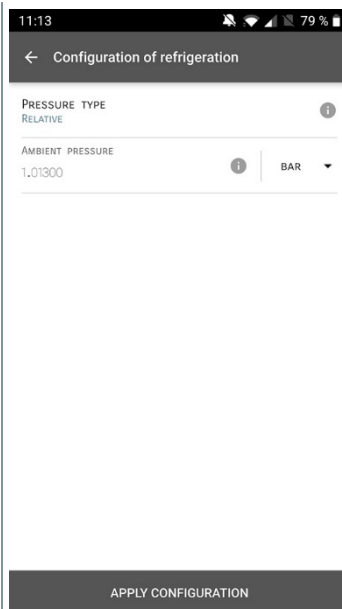 11:13 79 %
Configuration of refrigeration
PRESSURE TYPE
RELATIVE
AMBIENT PRESSURE
1.01300 BAR
APPLY CONFIGURATION